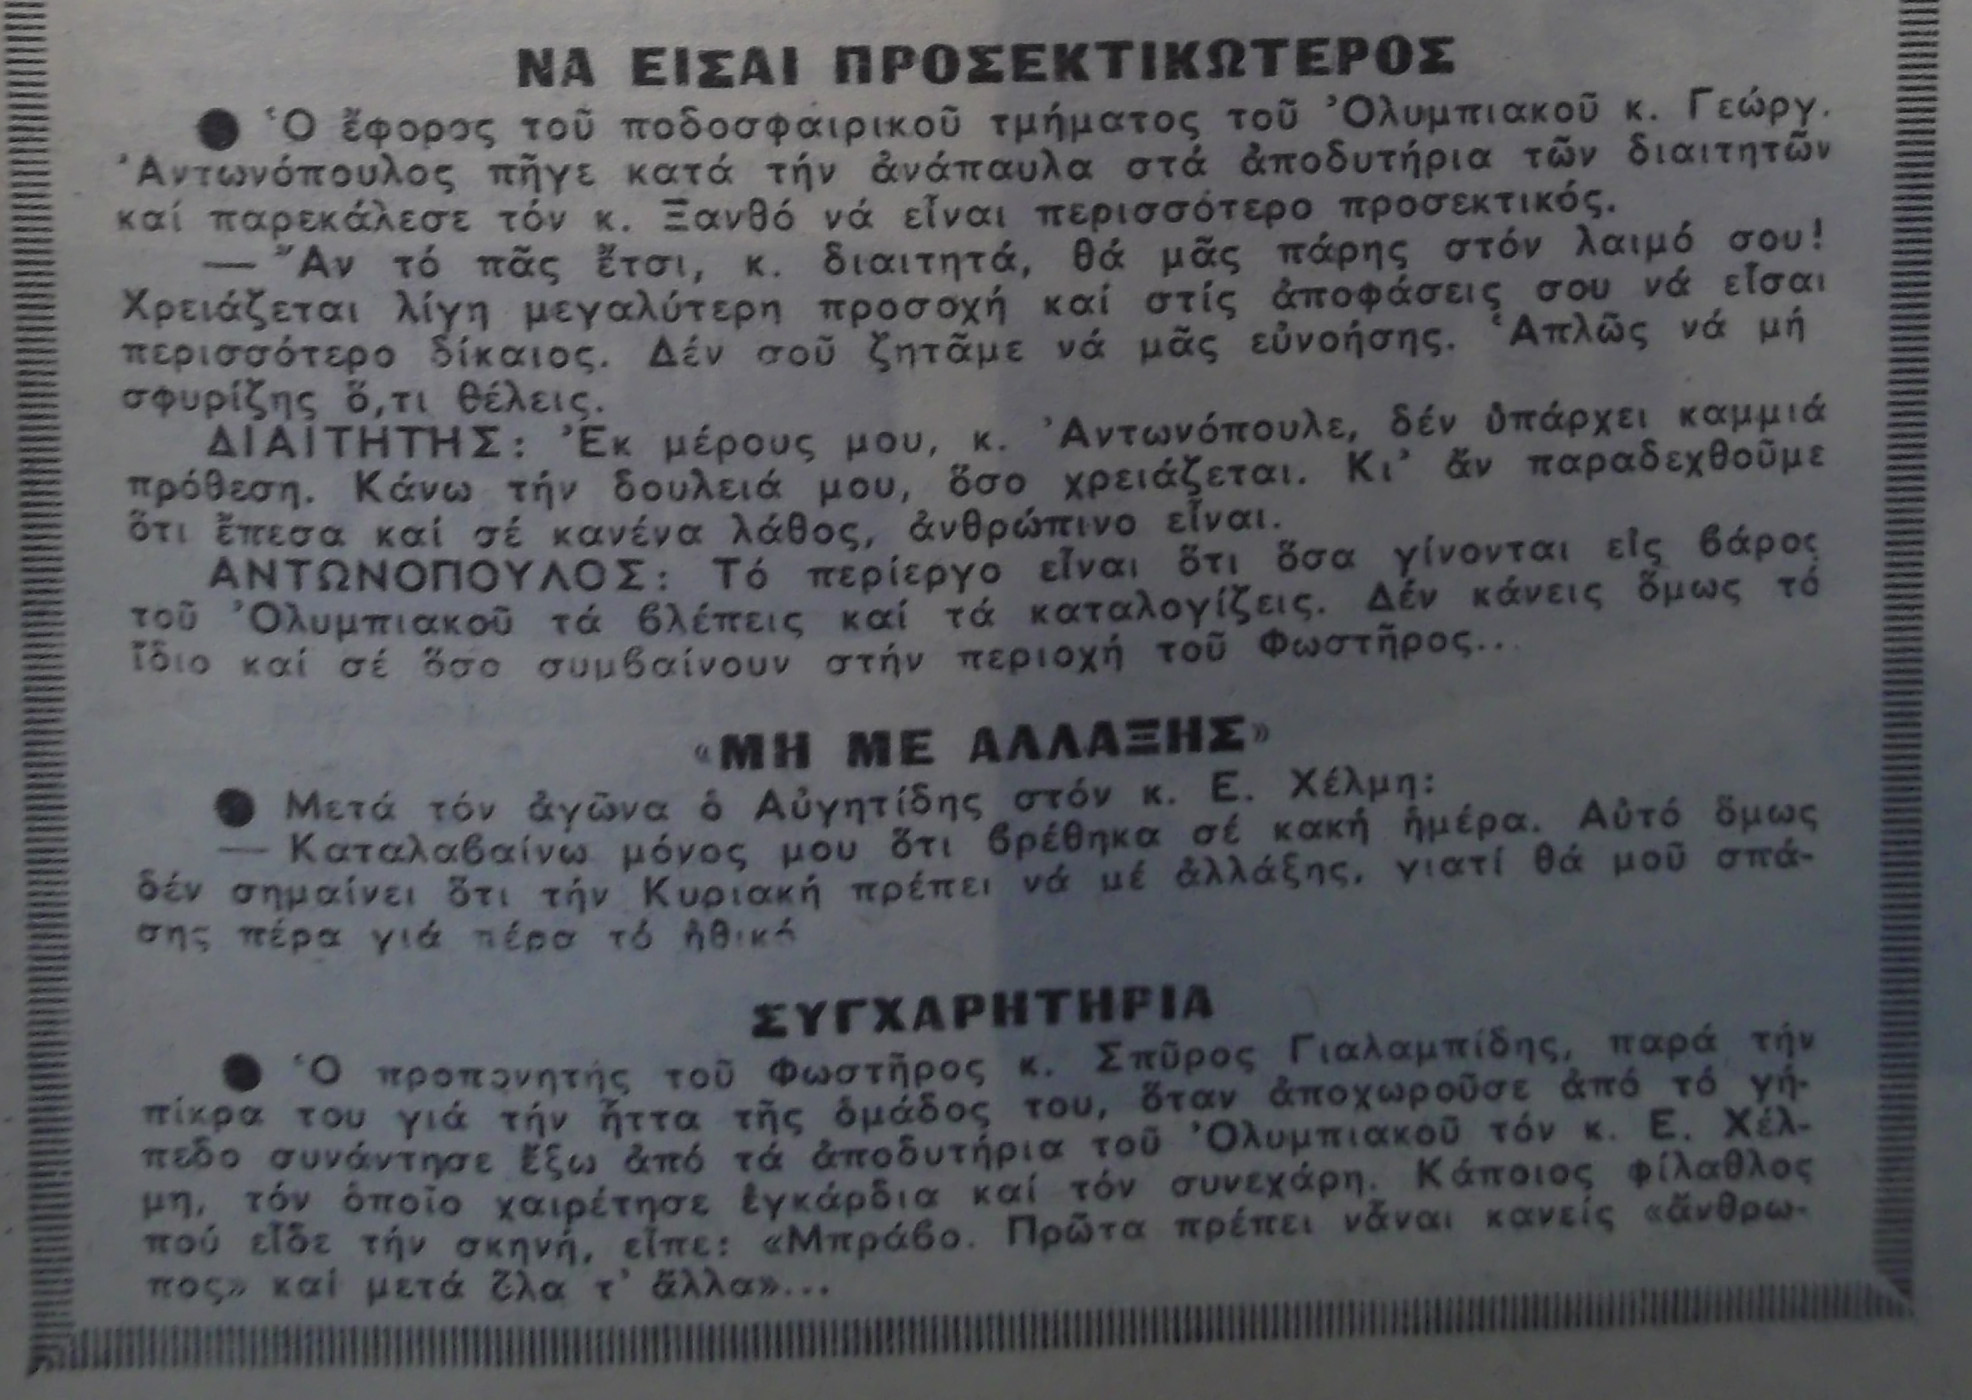 ΝΑ ΕΙΣΑΙ ΠΡΟΣΕΚΤΙΚΩΤΕΡΟΣ
● Ὁ ἔφορος τοῦ ποδοσφαιρικοῦ τμήματος τοῦ Ὀλυμπιακοῦ κ. Γεώργ.
Ἀντωνόπουλος πῆγε κατά τήν ἀνάπαυλα στά ἀποδυτήρια τῶν διαιτητῶν
καί παρεκάλεσε τόν κ. Ξανθό νά εἶναι περισσότερο προσεκτικός.
— Ἄν τό πᾶς ἔτσι, κ. διαιτητά, θά μᾶς πάρης στόν λαιμό σου!
Χρειάζεται λίγη μεγαλύτερη προσοχή καί στίς ἀποφάσεις σου νά εἶσαι
περισσότερο δίκαιος. Δέν σοῦ ζητᾶμε νά μᾶς εὐνοήσης. Ἁπλῶς νά μή
σφυρίζης ὅ,τι θέλεις.
ΔΙΑΙΤΗΤΗΣ: Ἐκ μέρους μου, κ. Ἀντωνόπουλε, δέν ὑπάρχει καμμιά
πρόθεση. Κάνω τήν δουλειά μου, ὅσο χρειάζεται. Κι' ἄν παραδεχθοῦμε
ὅτι ἔπεσα καί σέ κανένα λάθος, ἀνθρώπινο εἶναι.
ΑΝΤΩΝΟΠΟΥΛΟΣ: Τό περίεργο εἶναι ὅτι ὅσα γίνονται εἰς βάρος
τοῦ Ὀλυμπιακοῦ τά βλέπεις καί τά καταλογίζεις. Δέν κάνεις ὅμως τό
ἴδιο καί σέ ὅσο συμβαίνουν στήν περιοχή τοῦ Φωστῆρος...
«ΜΗ ΜΕ ΑΛΛΑΞΗΣ»
● Μετά τόν ἀγῶνα ὁ Αὐγητίδης στόν κ. Ε. Χέλμη:
— Καταλαβαίνω μόνος μου ὅτι βρέθηκα σέ κακή ἡμέρα. Αὐτό ὅμως
δέν σημαίνει ὅτι τήν Κυριακή πρέπει νά μέ ἀλλάξης, γιατί θά μοῦ σπά-
σης πέρα γιά πέρα τό ἠθικό
ΣΥΓΧΑΡΗΤΗΡΙΑ
● Ὁ προπονητής τοῦ Φωστῆρος κ. Σπῦρος Γιαλαμπίδης, παρά τήν
πίκρα του γιά τήν ἧττα τῆς ὁμάδος του, ὅταν ἀποχωροῦσε ἀπό τό γή-
πεδο συνάντησε ἔξω ἀπό τά ἀποδυτήρια τοῦ Ὀλυμπιακοῦ τόν κ. Ε. Χέλ-
μη, τόν ὁποῖο χαιρέτησε ἐγκάρδια καί τόν συνεχάρη. Κάποιος φίλαθλος
πού εἶδε τήν σκηνή, εἶπε: «Μπράβο. Πρῶτα πρέπει νἆναι κανείς «ἄνθρω-
πος» καί μετά ὅλα τ' ἄλλα»...